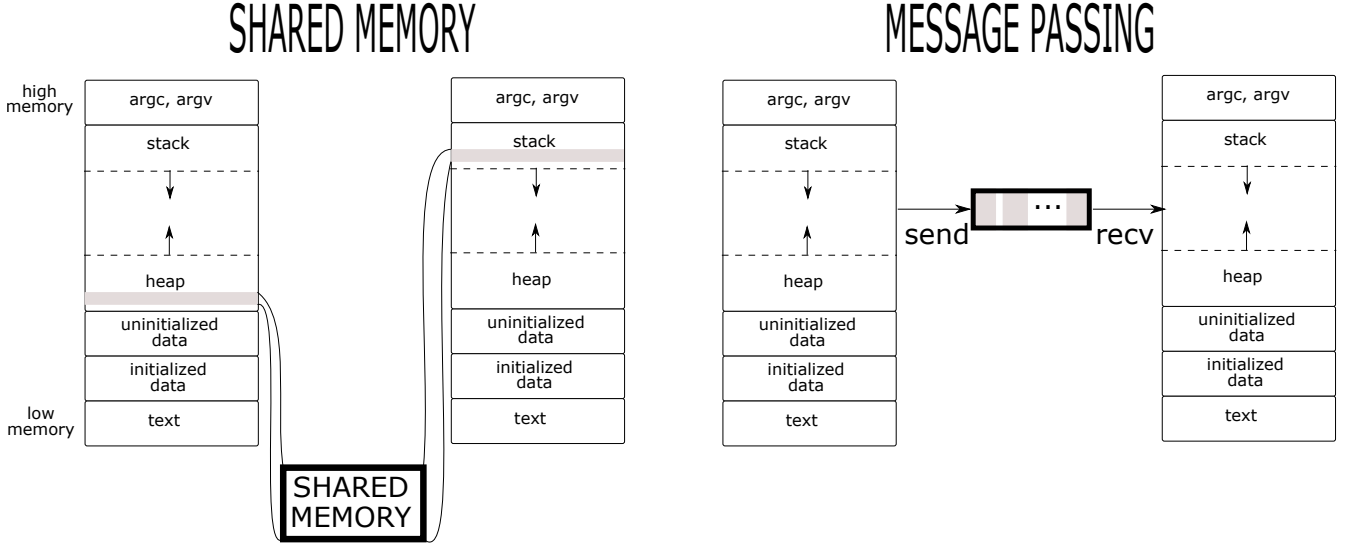 SHARED MEMORY
high
memory
argc, argv
stack
heap
uninitialized
data
initialized
data
low
memory
text
argc, argv
stack
heap
uninitialized
data
initialized
data
text
SHARED
MEMORY
MESSAGE PASSING
argc, argv
stack
heap
uninitialized
data
initialized
data
text
send
...
recv
argc, argv
stack
heap
uninitialized
data
initialized
data
text